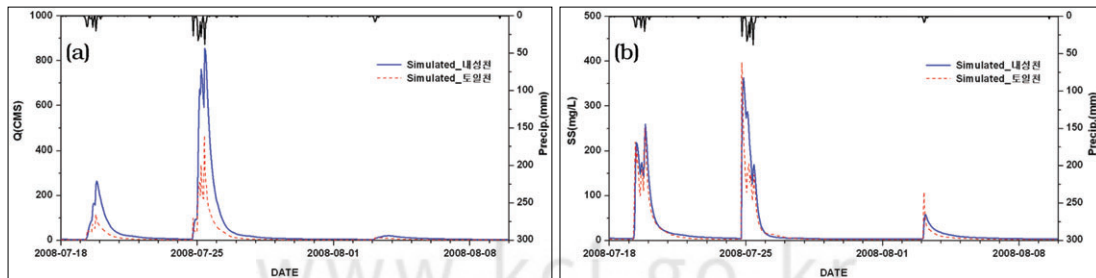 (a)
1000
800
600
400
200
0
Q(CMS)
0
50
100
150
200
250
300
Precip.(mm)
Simulated_내성천
Simulated_토일천
2008-07-18
2008-07-25
2008-08-01
2008-08-08
DATE
(b)
500
400
300
200
100
0
SS(mg/L)
0
50
100
150
200
250
300
Precip.(mm)
Simulated_내성천
Simulated_토일천
2008-07-18
2008-07-25
2008-08-01
2008-08-08
DATE
www.kci.go.kr